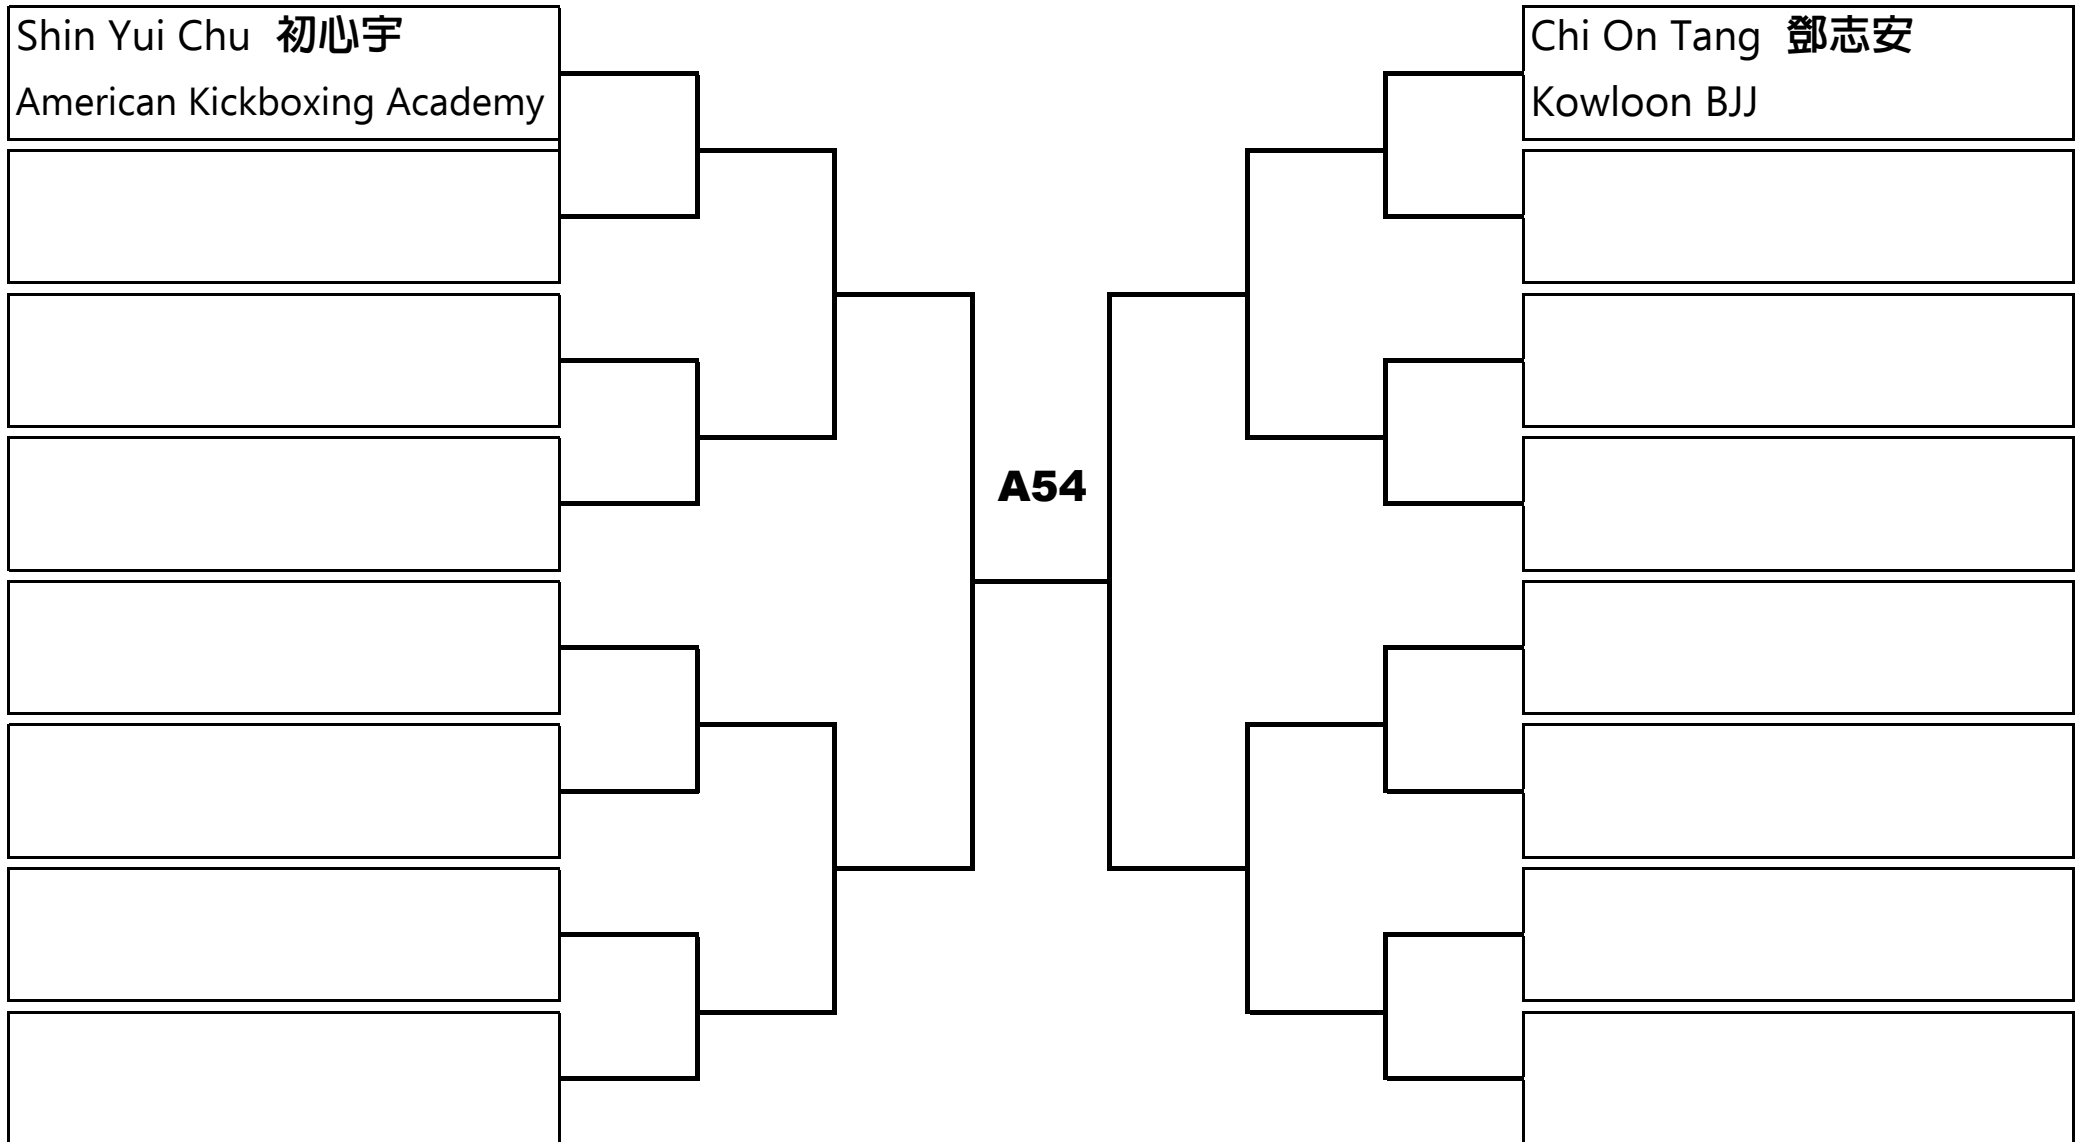 Shin Yui Chu 初心宇
American Kickboxing Academy
Chi On Tang 鄧志安
Kowloon BJJ
A54